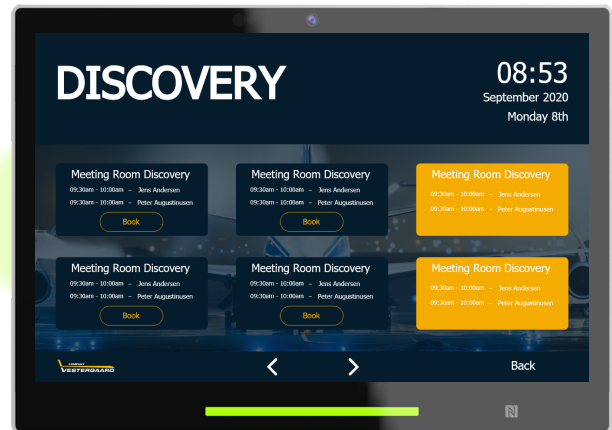 DISCOVERY
08:53
September 2020
Monday 8th
Meeting Room Discovery
09:30am - 10:00am – Jens Andersen
09:30am - 10:00am – Peter Augustinusen
Book
Meeting Room Discovery
09:30am - 10:00am – Jens Andersen
09:30am - 10:00am – Peter Augustinusen
Book
Meeting Room Discovery
09:30am - 10:00am – Jens Andersen
09:30am - 10:00am – Peter Augustinusen
Meeting Room Discovery
09:30am - 10:00am – Jens Andersen
09:30am - 10:00am – Peter Augustinusen
Book
Meeting Room Discovery
09:30am - 10:00am – Jens Andersen
09:30am - 10:00am – Peter Augustinusen
Book
Meeting Room Discovery
09:30am - 10:00am – Jens Andersen
09:30am - 10:00am – Peter Augustinusen
COMPANY
VESTERGAARD
< >
Back